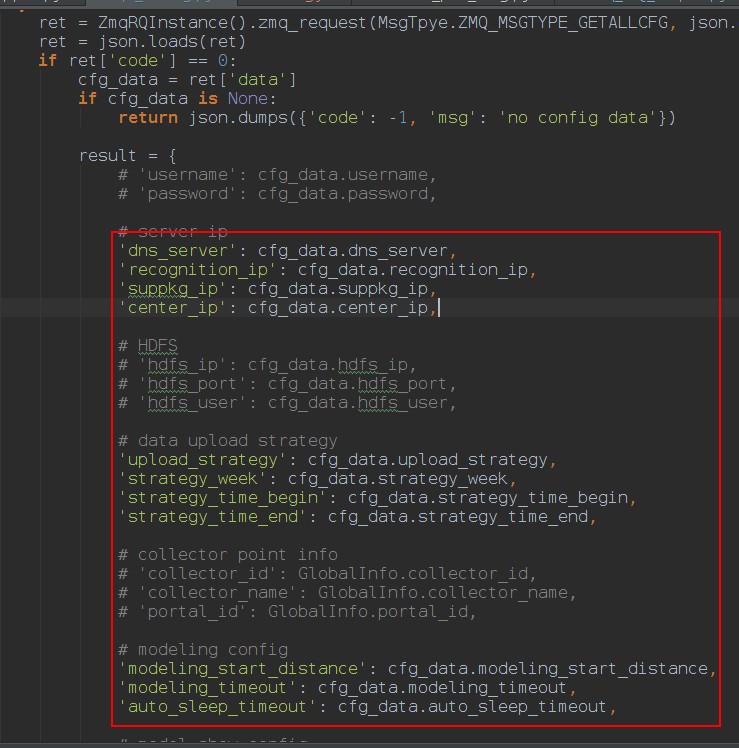 ret = ZmqRQInstance().zmq_request(MsgTpye.ZMQ_MSGTYPE_GETALLCFG, json.
ret = json.loads(ret)
if ret['code'] == 0:
cfg_data = ret['data']
if cfg_data is None:
return json.dumps({'code': -1, 'msg': 'no config data'})
result = {
# 'username': cfg_data.username,
# 'password': cfg_data.password,
# server ip
'dns_server': cfg_data.dns_server,
'recognition_ip': cfg_data.recognition_ip,
'suppkg_ip': cfg_data.suppkg_ip,
'center_ip': cfg_data.center_ip,
# HDFS
# 'hdfs_ip': cfg_data.hdfs_ip,
# 'hdfs_port': cfg_data.hdfs_port,
# 'hdfs_user': cfg_data.hdfs_user,
# data upload strategy
'upload_strategy': cfg_data.upload_strategy,
'strategy_week': cfg_data.strategy_week,
'strategy_time_begin': cfg_data.strategy_time_begin,
'strategy_time_end': cfg_data.strategy_time_end,
# collector point info
# 'collector_id': GlobalInfo.collector_id,
# 'collector_name': GlobalInfo.collector_name,
# 'portal_id': GlobalInfo.portal_id,
# modeling config
'modeling_start_distance': cfg_data.modeling_start_distance,
'modeling_timeout': cfg_data.modeling_timeout,
'auto_sleep_timeout': cfg_data.auto_sleep_timeout,